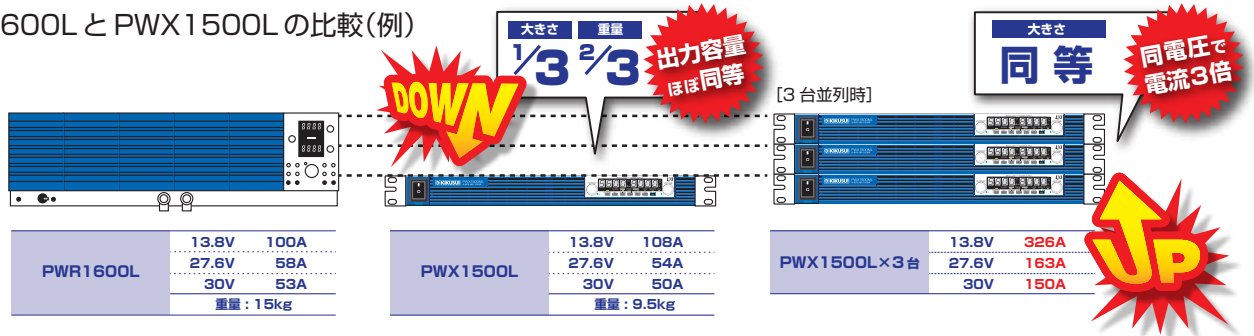 600LとPWX1500Lの比較(例)
大きさ 重量
1/3 2/3
出力容量
ほぼ同等
DOWN
大きさ
同等
同電圧で
電流3倍
[3台並列時]
KIKUSUI
KIKUSUI
KIKUSUI
KIKUSUI
PWR1600L
13.8V 100A
27.6V 58A
30V 53A
重量:15kg
PWX1500L
13.8V 108A
27.6V 54A
30V 50A
重量:9.5kg
PWX1500L×3台
13.8V 326A
27.6V 163A
30V 150A
UP